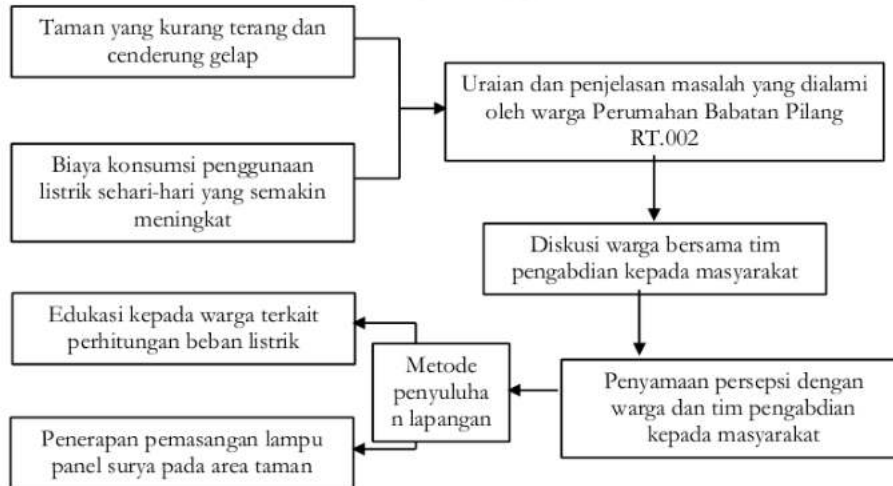 Taman yang kurang terang dan
cenderung gelap
Uraian dan penjelasan masalah yang dialami
oleh warga Perumahan Babatan Pilang
RT.002
Biaya konsumsi penggunaan
listrik sehari-hari yang semakin
meningkat
Diskusi warga bersama tim
pengabdian kepada masyarakat
Penyamaan persepsi dengan
warga dan tim pengabdian
kepada masyarakat
Metode
penyuluha
n lapangan
Edukasi kepada warga terkait
perhitungan beban listrik
Penerapan pemasangan lampu
panel surya pada area taman